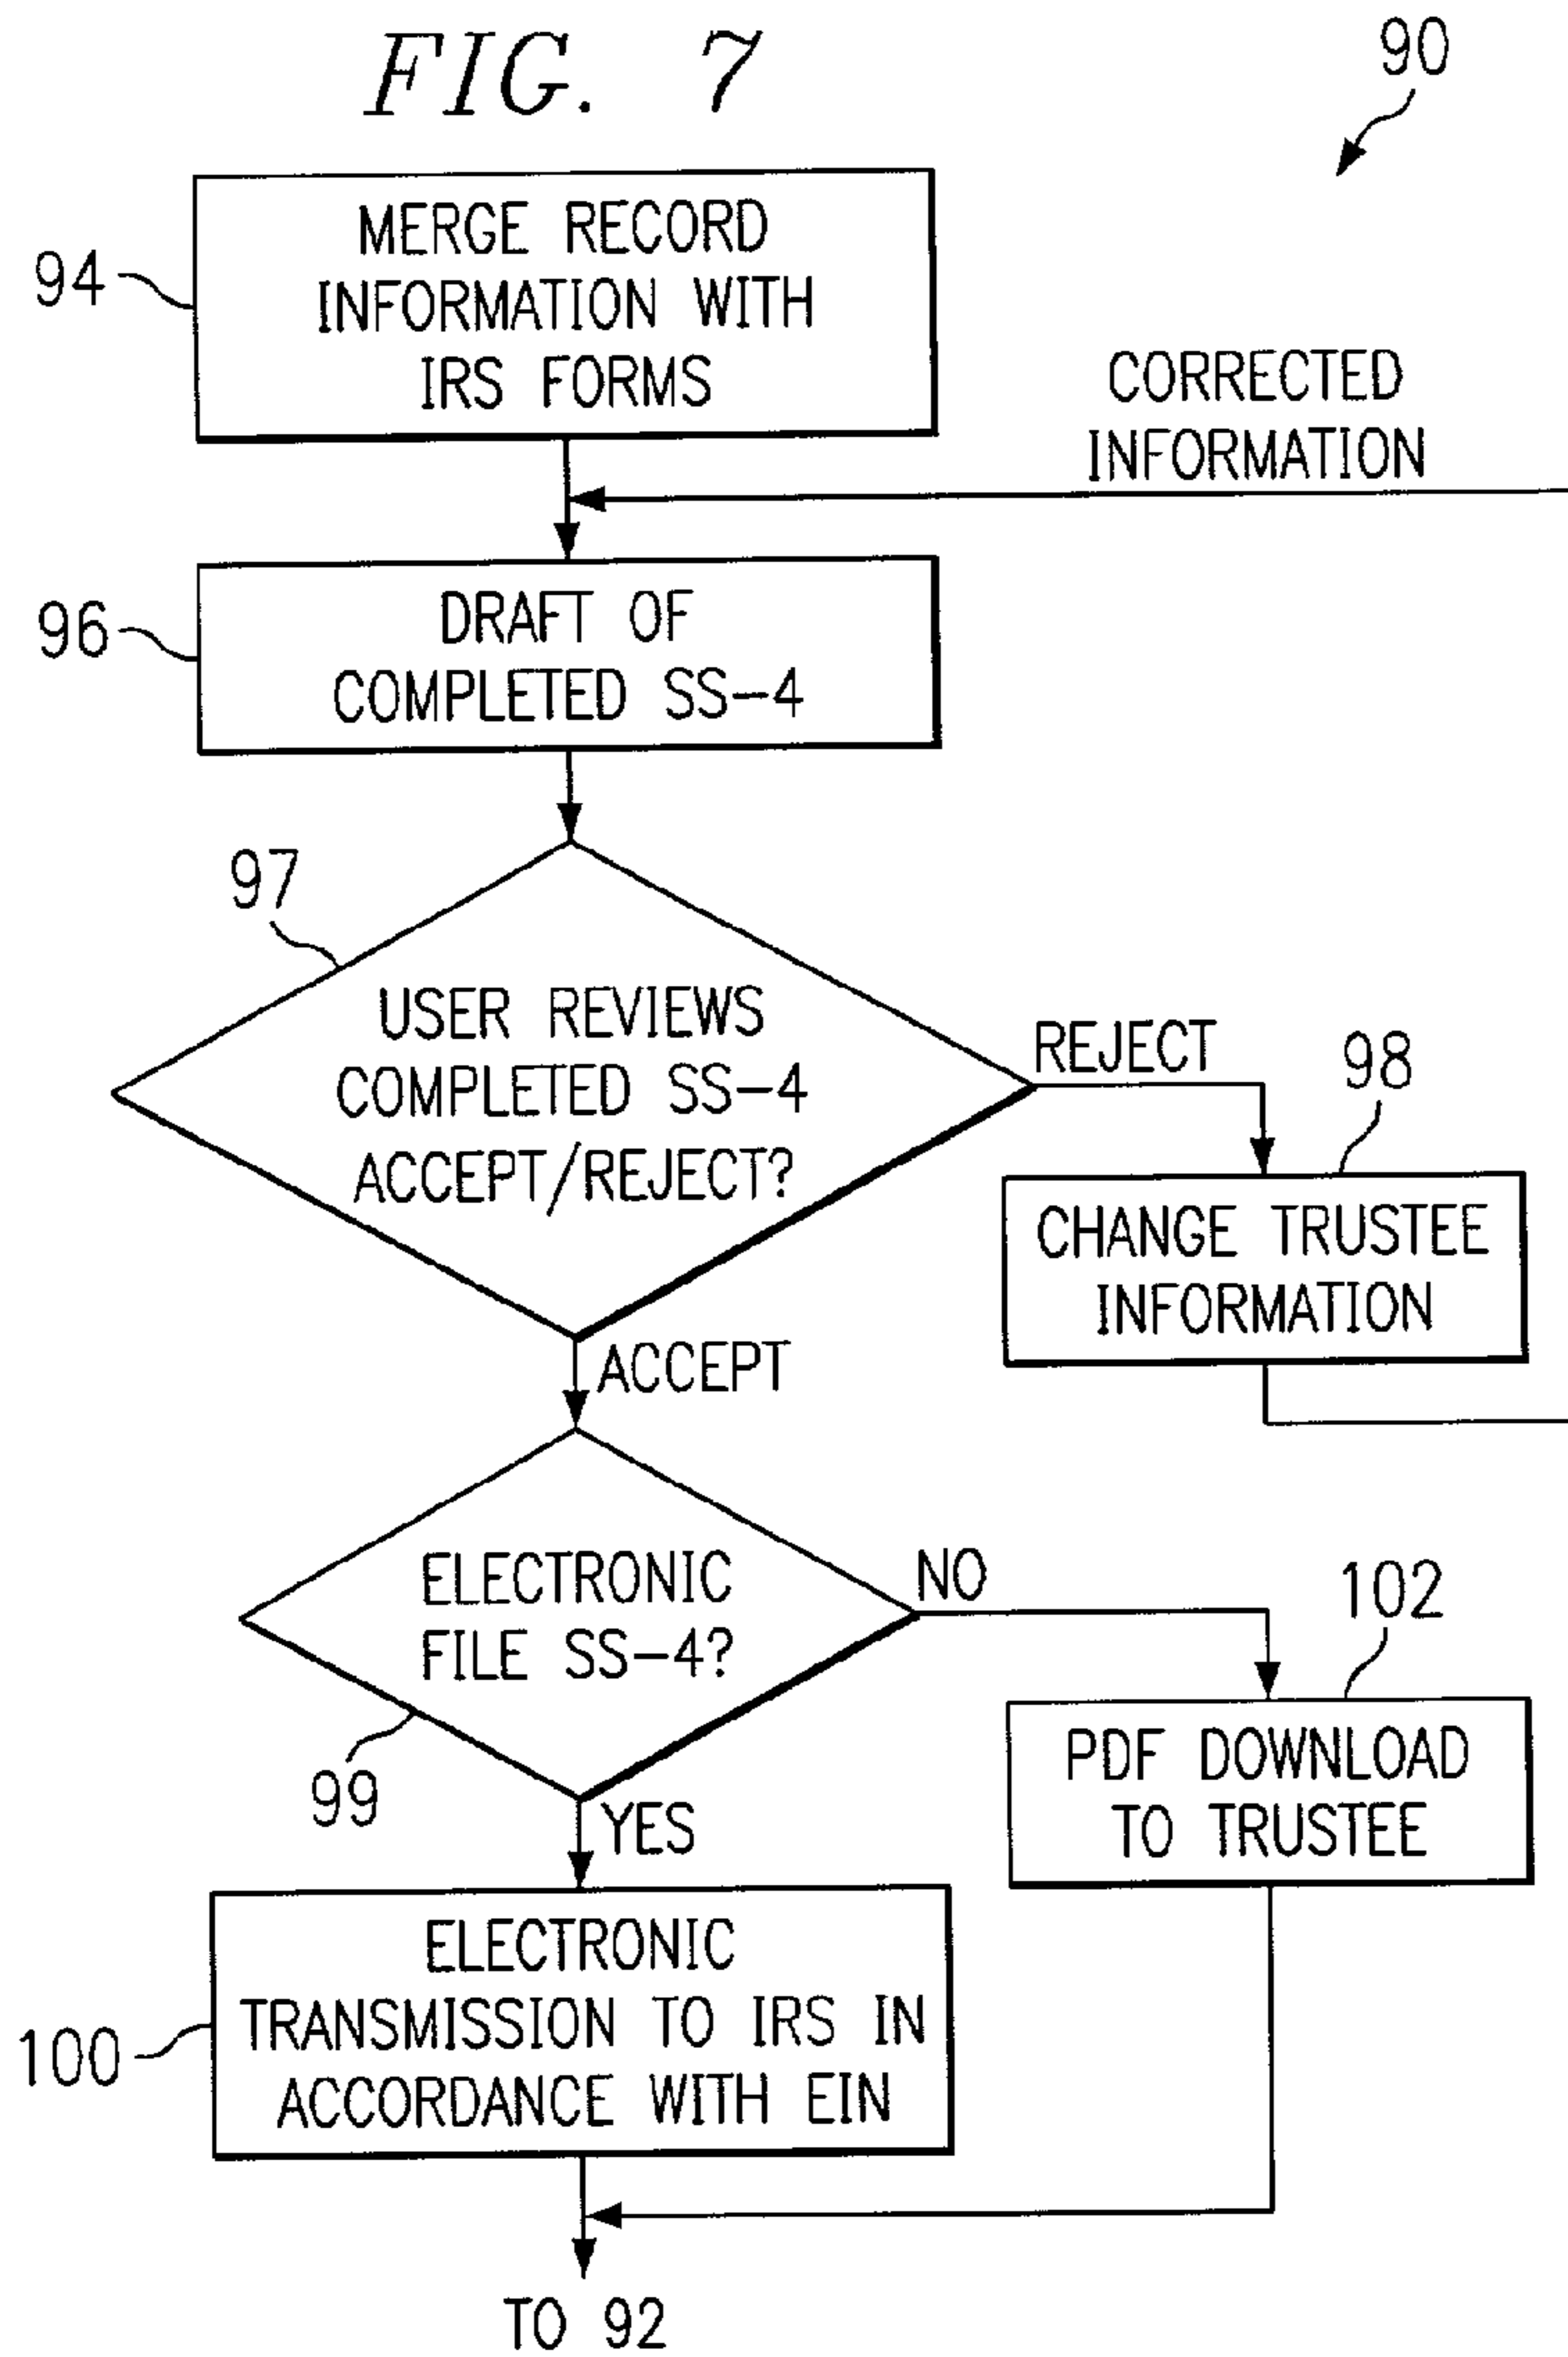 FIG. 7
90
MERGE RECORD
INFORMATION WITH
IRS FORMS
94
CORRECTED
INFORMATION
DRAFT OF
COMPLETED SS-4
96
97
USER REVIEWS
COMPLETED SS-4
ACCEPT/REJECT?
REJECT
98
CHANGE TRUSTEE
INFORMATION
ACCEPT
ELECTRONIC
FILE SS-4?
NO
102
99
PDF DOWNLOAD
TO TRUSTEE
YES
ELECTRONIC
TRANSMISSION TO IRS IN
ACCORDANCE WITH EIN
100
TO 92